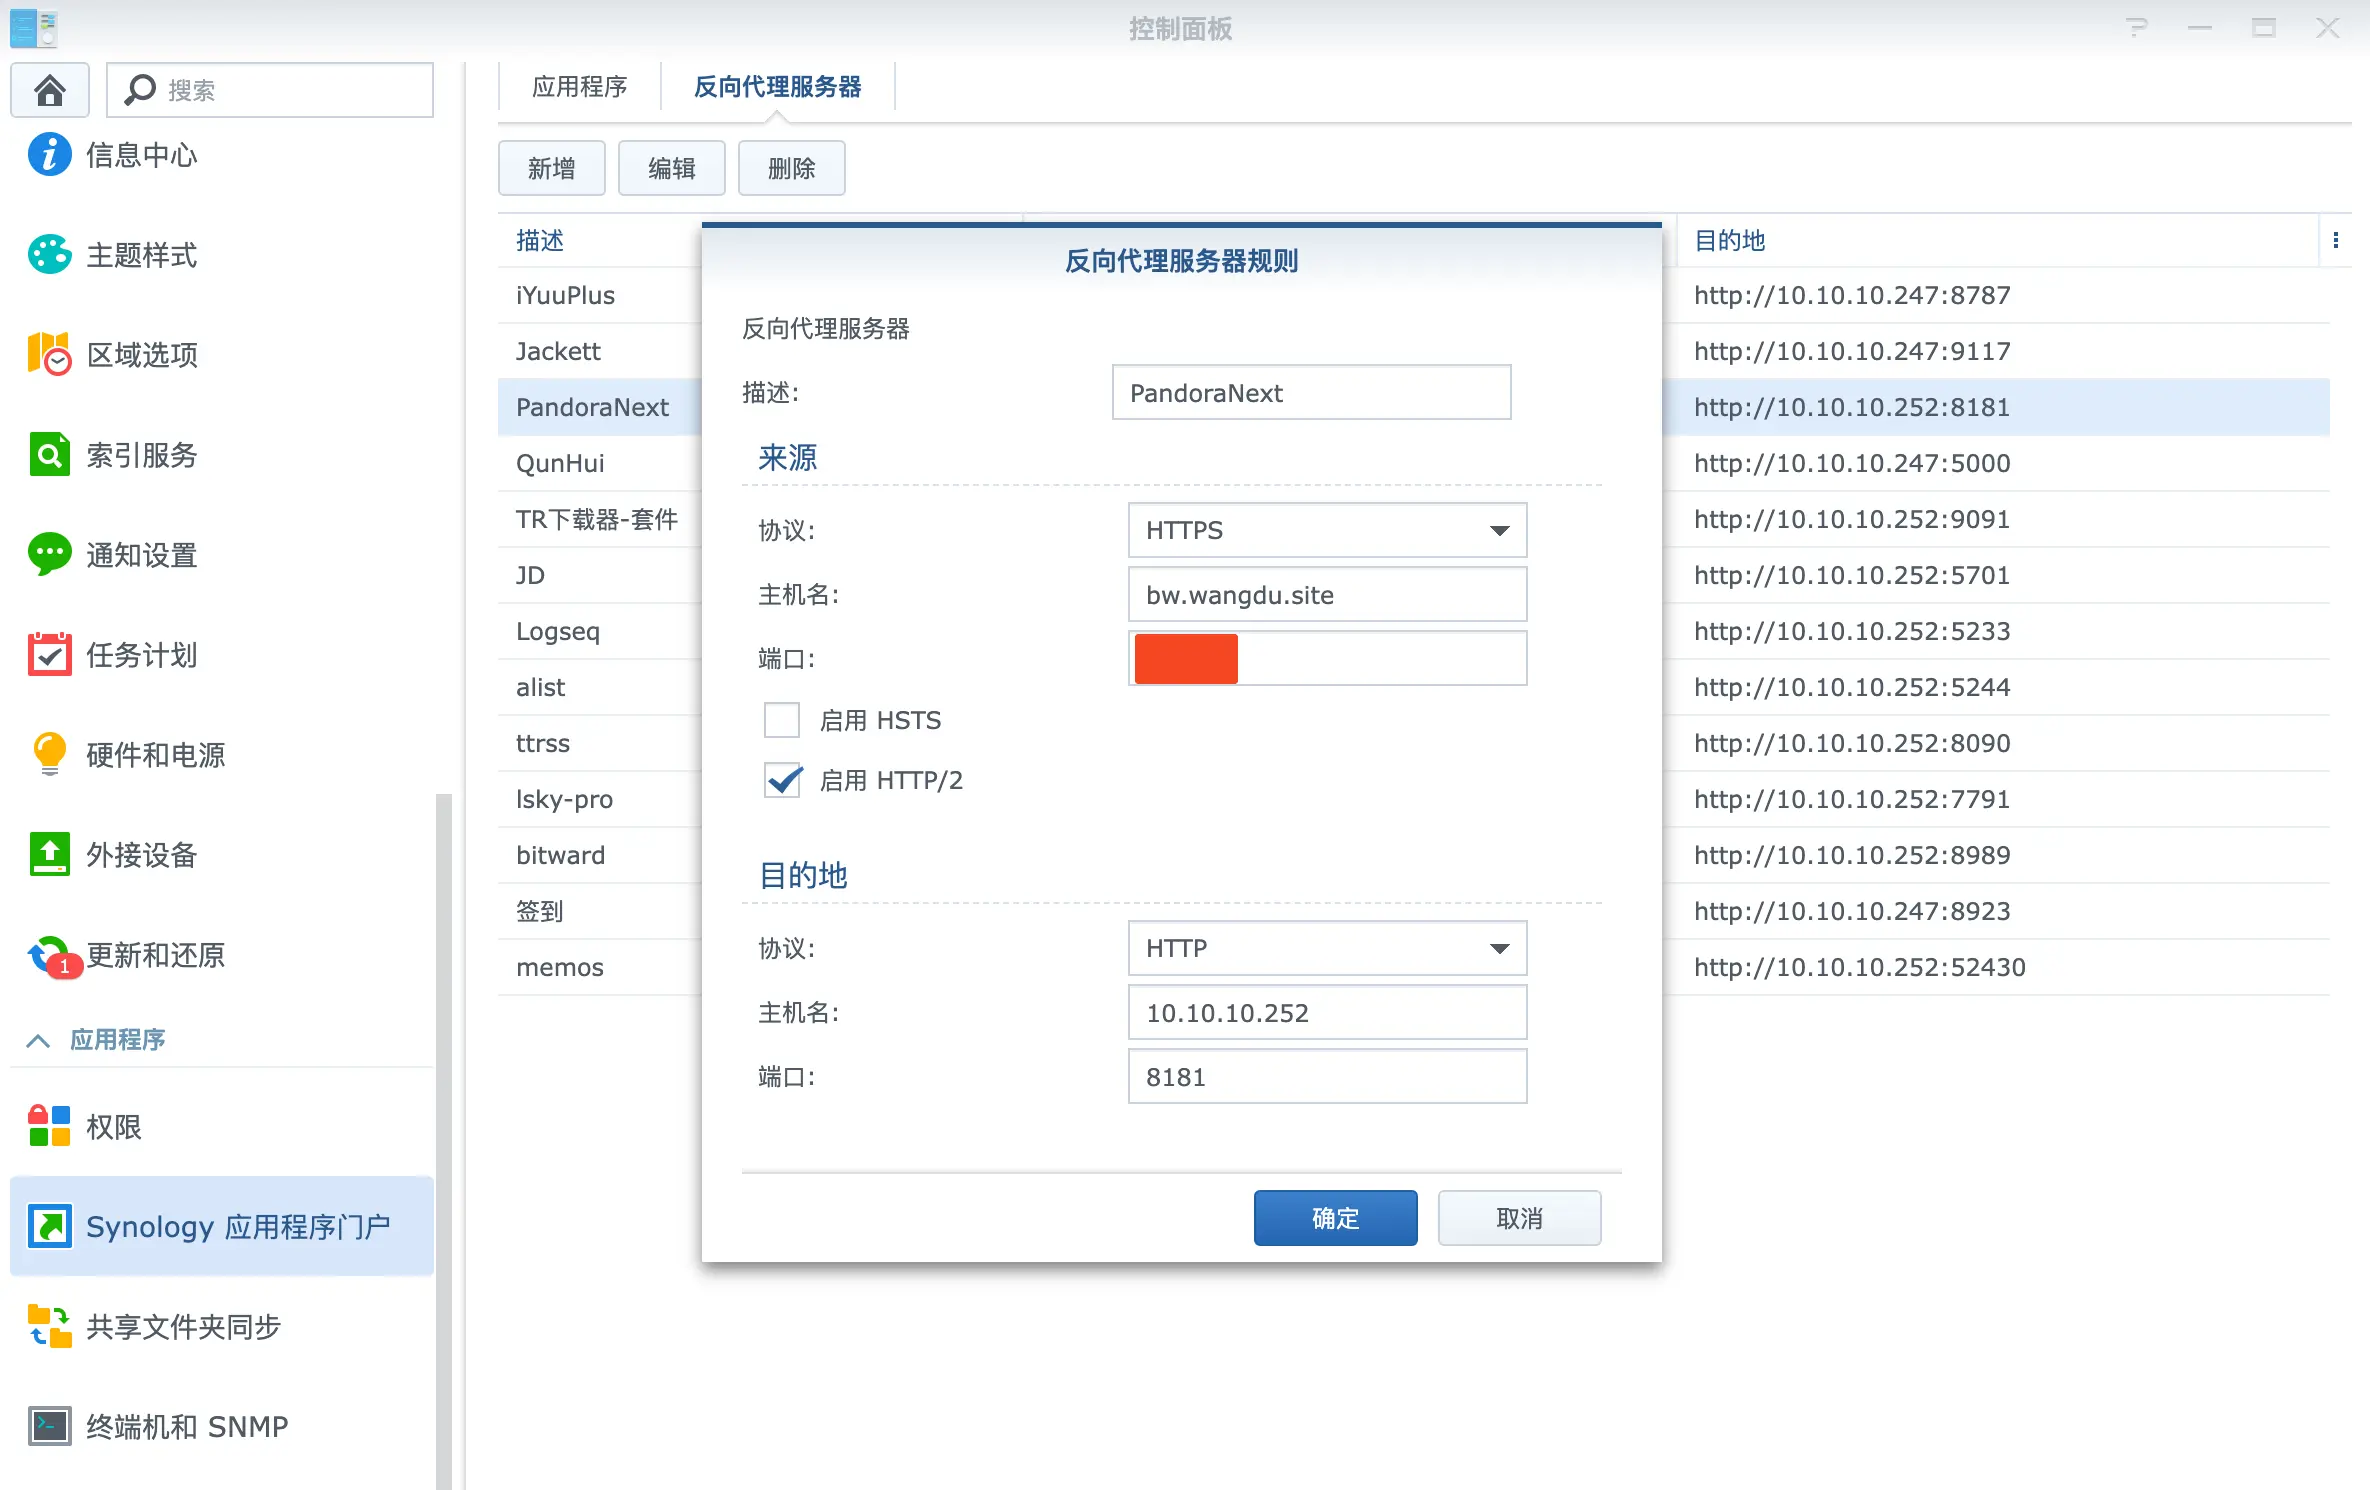 控制面板
搜索
信息中心
主题样式
区域选项
索引服务
通知设置
任务计划
硬件和电源
外接设备
1
更新和还原
应用程序
权限
Synology 应用程序门户
共享文件夹同步
终端机和 SNMP
应用程序
反向代理服务器
新增
编辑
删除
描述
目的地
iYuuPlus
http://10.10.10.247:8787
Jackett
http://10.10.10.247:9117
PandoraNext
http://10.10.10.252:8181
QunHui
http://10.10.10.247:5000
TR下载器-套件
http://10.10.10.252:9091
JD
http://10.10.10.252:5701
Logseq
http://10.10.10.252:5233
alist
http://10.10.10.252:5244
ttrss
http://10.10.10.252:8090
lsky-pro
http://10.10.10.252:7791
bitward
http://10.10.10.252:8989
签到
http://10.10.10.247:8923
memos
http://10.10.10.252:52430
反向代理服务器规则
反向代理服务器
描述: PandoraNext
来源
协议: HTTPS
主机名: bw.wangdu.site
端口:
启用 HSTS
启用 HTTP/2
目的地
协议: HTTP
主机名: 10.10.10.252
端口: 8181
确定
取消